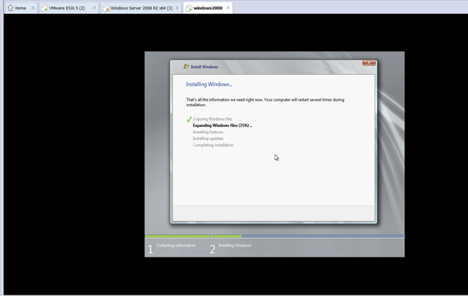 Home
VMware ESXi 5 (2)
Windows Server 2008 R2 x64 (3)
windows2008
Install Windows
Installing Windows...
That's all the information we need right now. Your computer will restart several times during
installation.
Copying Windows files
Expanding Windows files (21%)...
Installing features
Installing updates
Completing installation
1 Collecting information
2 Installing Windows